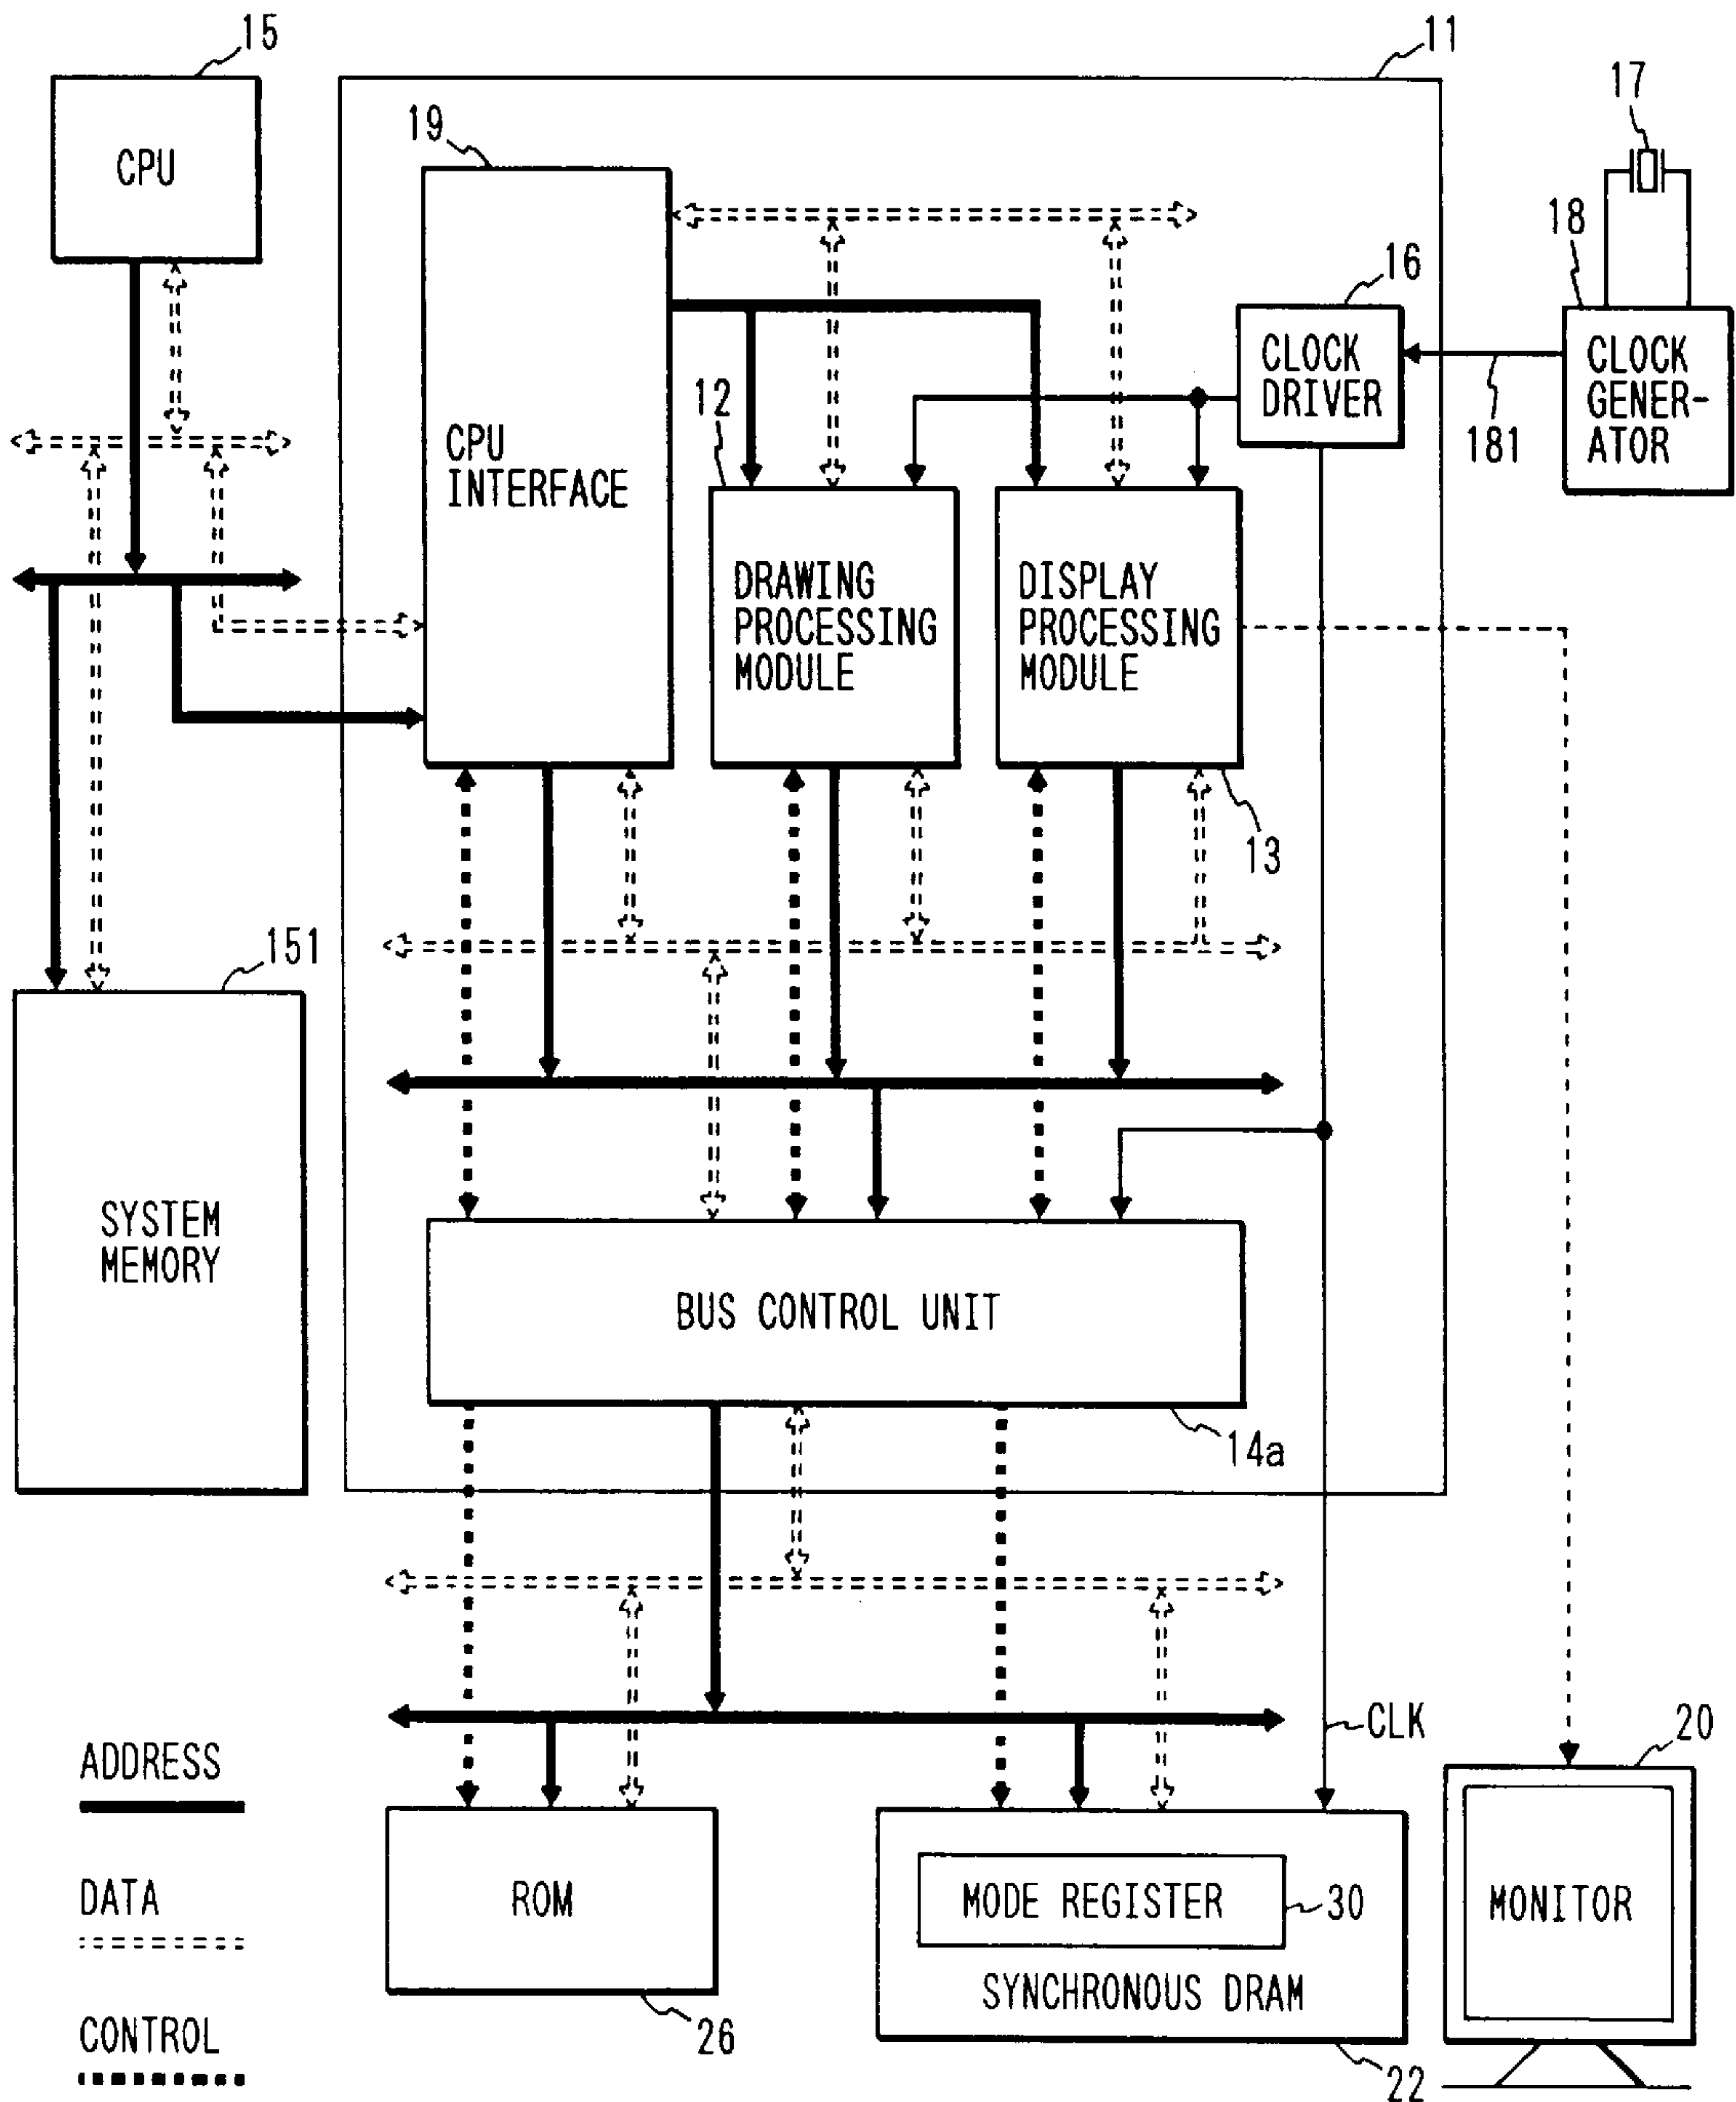 15
11
17
19
CPU
18
16
CLOCK
DRIVER
CLOCK
GENER-
ATOR
181
12
CPU
INTERFACE
DRAWING
PROCESSING
MODULE
DISPLAY
PROCESSING
MODULE
13
151
SYSTEM
MEMORY
BUS CONTROL UNIT
14a
CLK
20
ADDRESS
DATA
CONTROL
ROM
26
MODE REGISTER
30
SYNCHRONOUS DRAM
22
MONITOR